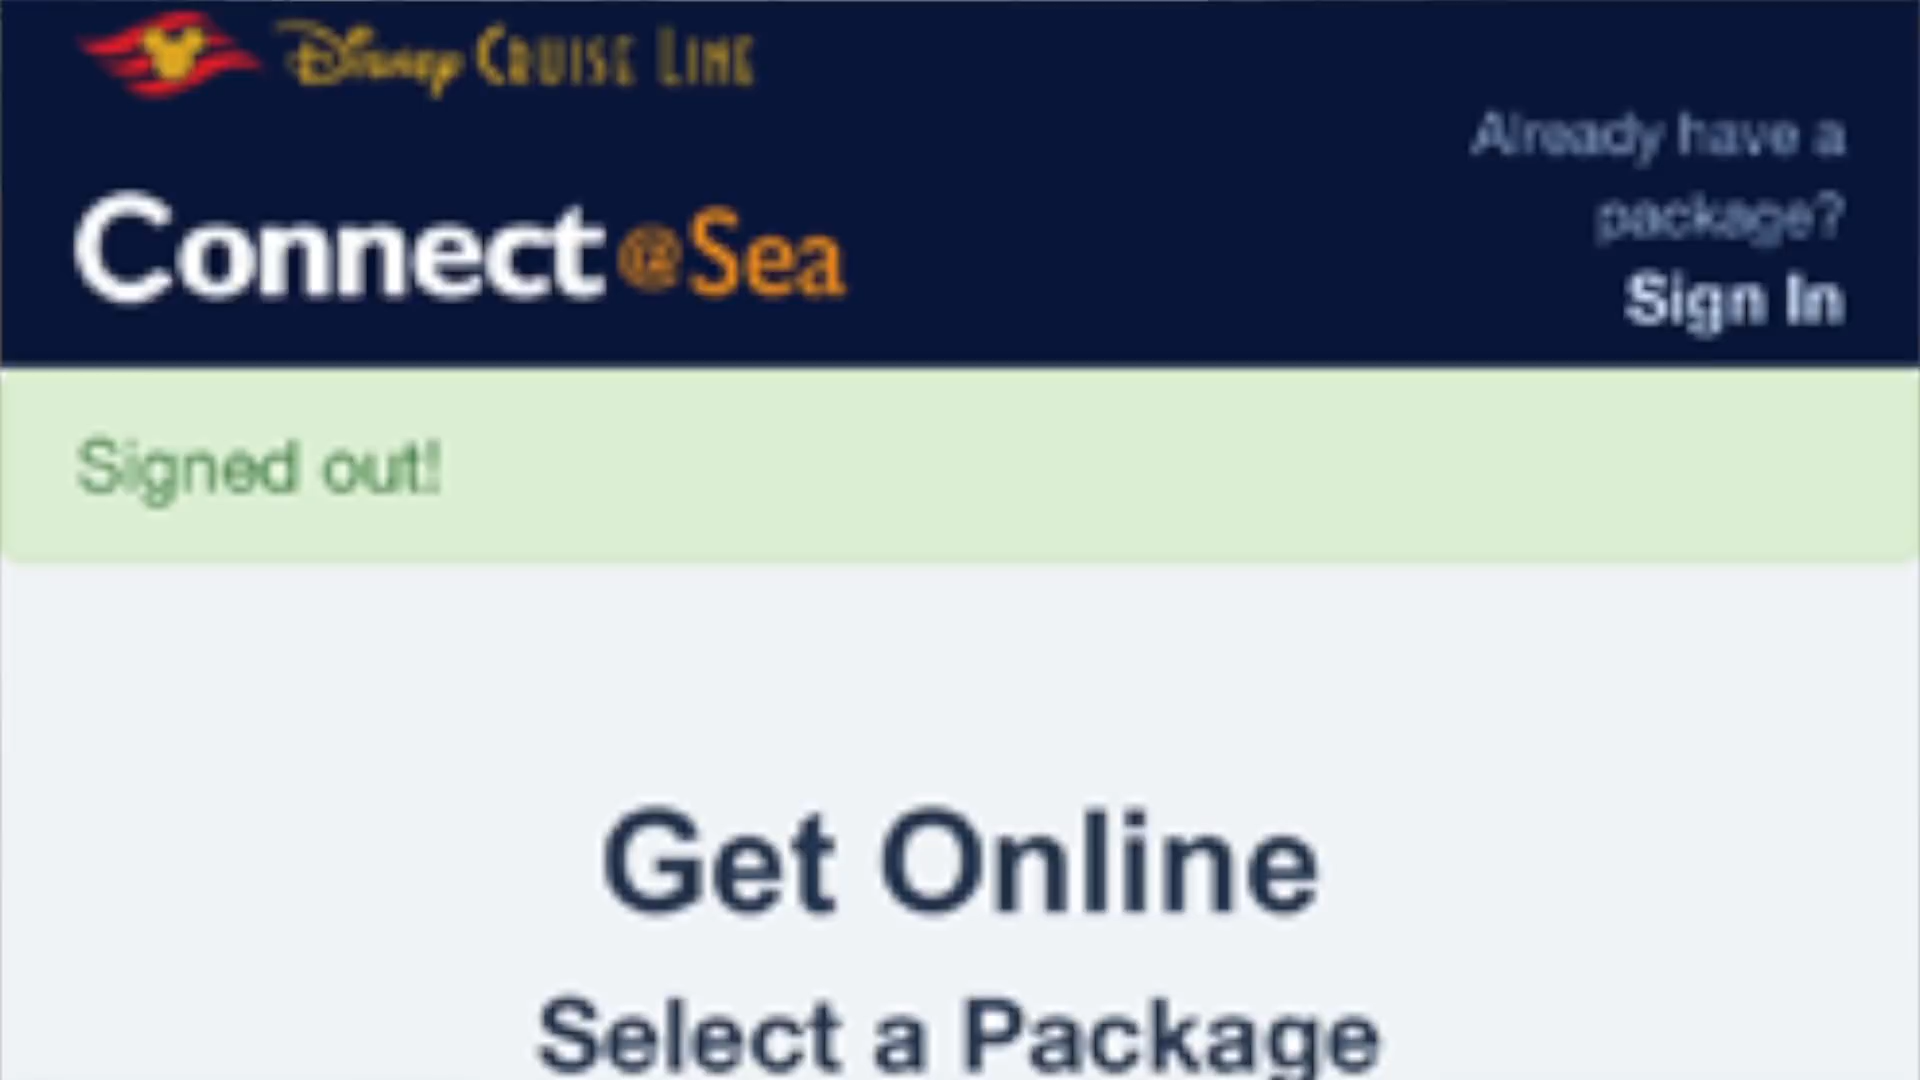 Disney CRUISE LINE
Connect@Sea
Already have a
package?
Sign In
Signed out!
Get Online
Select a Package